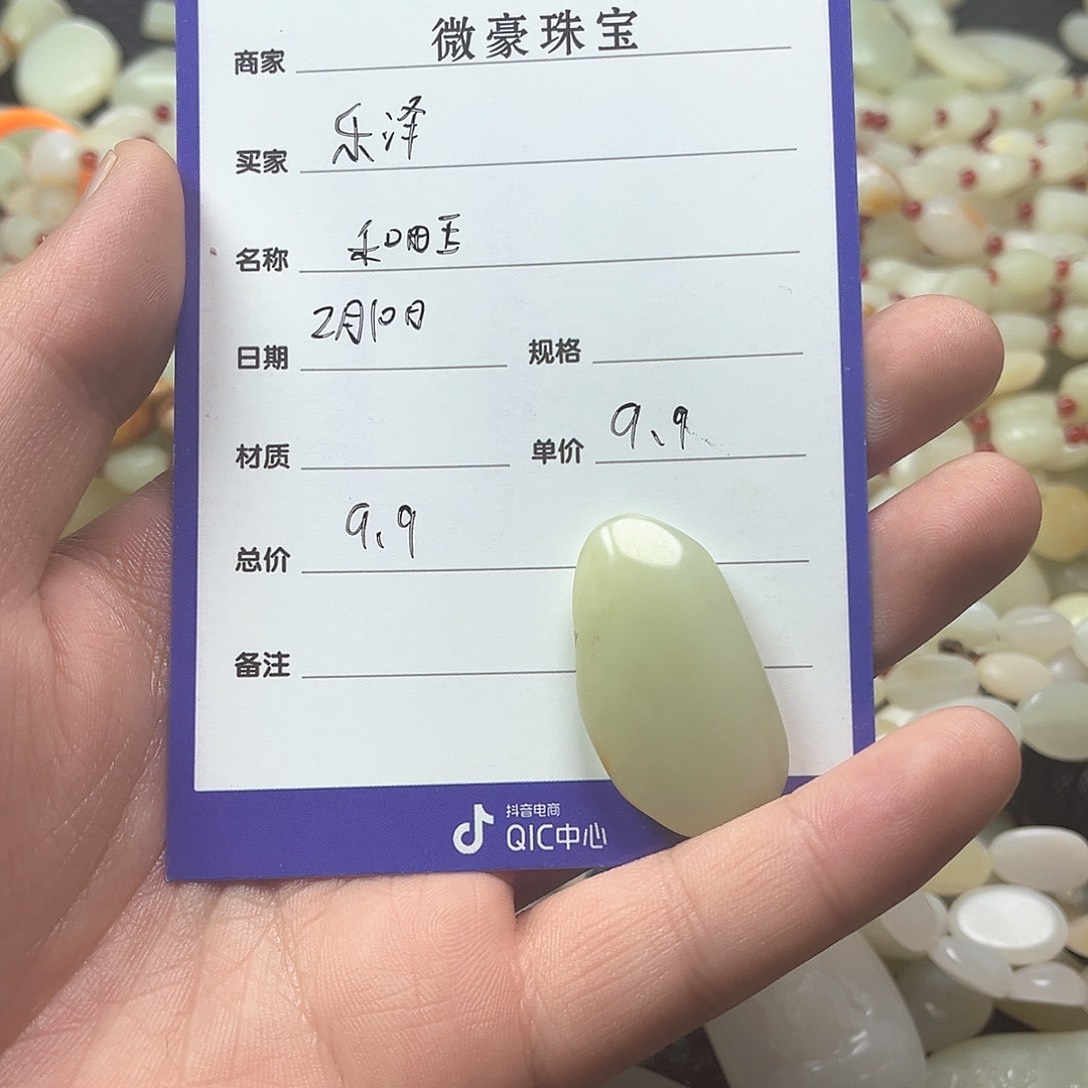 商家 微豪珠宝
买家 乐泽
名称 和田玉
日期 2月10日 规格
材质 单价 9、9
总价 9、9
备注
抖音电商
QIC中心